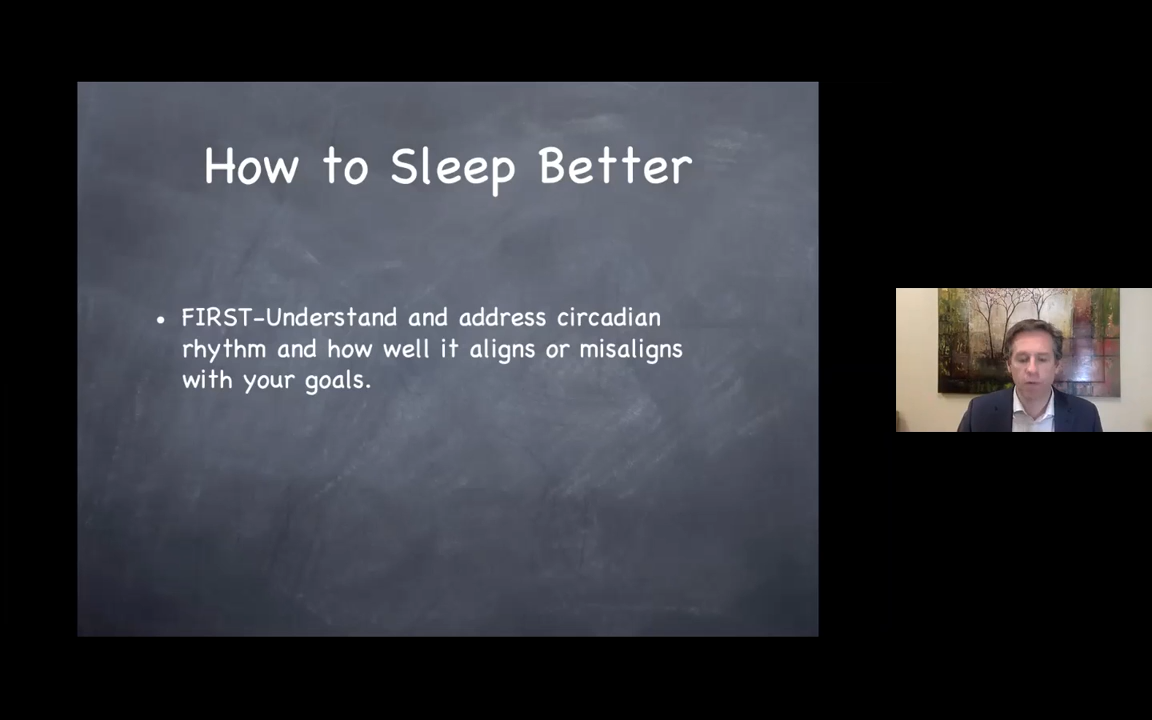 How to Sleep Better
• FIRST-Understand and address circadian
rhythm and how well it aligns or misaligns
with your goals.